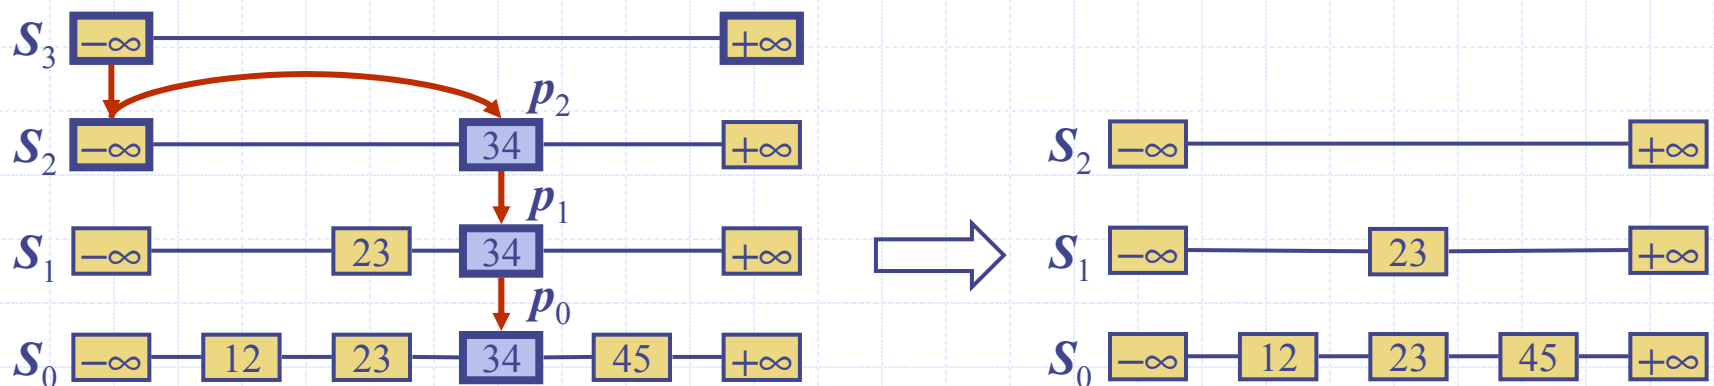 S₃ −∞ +∞
p₂
S₂ −∞ 34 +∞ S₂ −∞ +∞
p₁
S₁ −∞ 23 34 +∞ S₁ −∞ 23 +∞
p₀
S₀ −∞ 12 23 34 45 +∞ S₀ −∞ 12 23 45 +∞